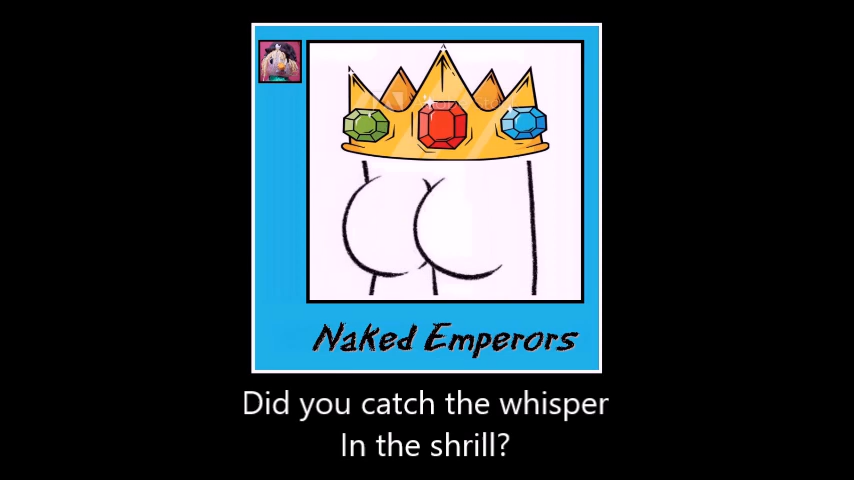 Naked Emperors
Did you catch the whisper
In the shrill?